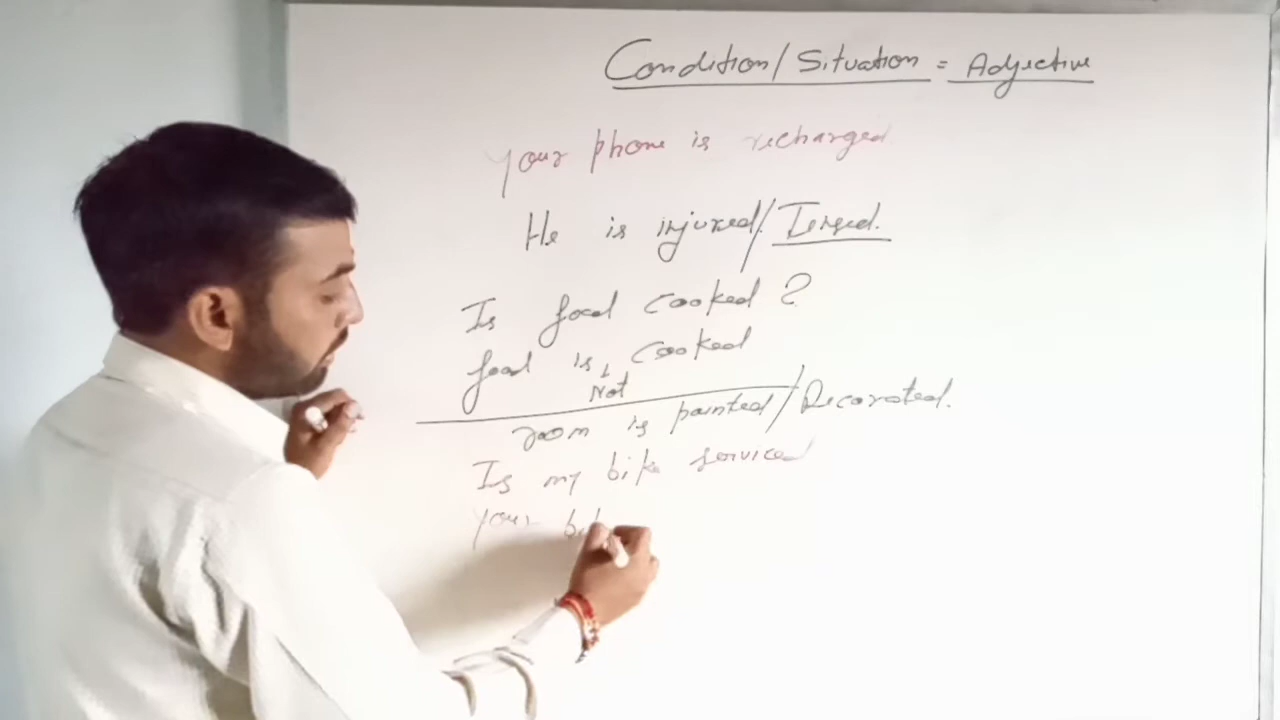 Condition/Situation = Adjective
your phone is recharged
He is injured/
Is food cooked ?
food is cooked
Not
room is painted/Decorated.
Is my bike serviced
your